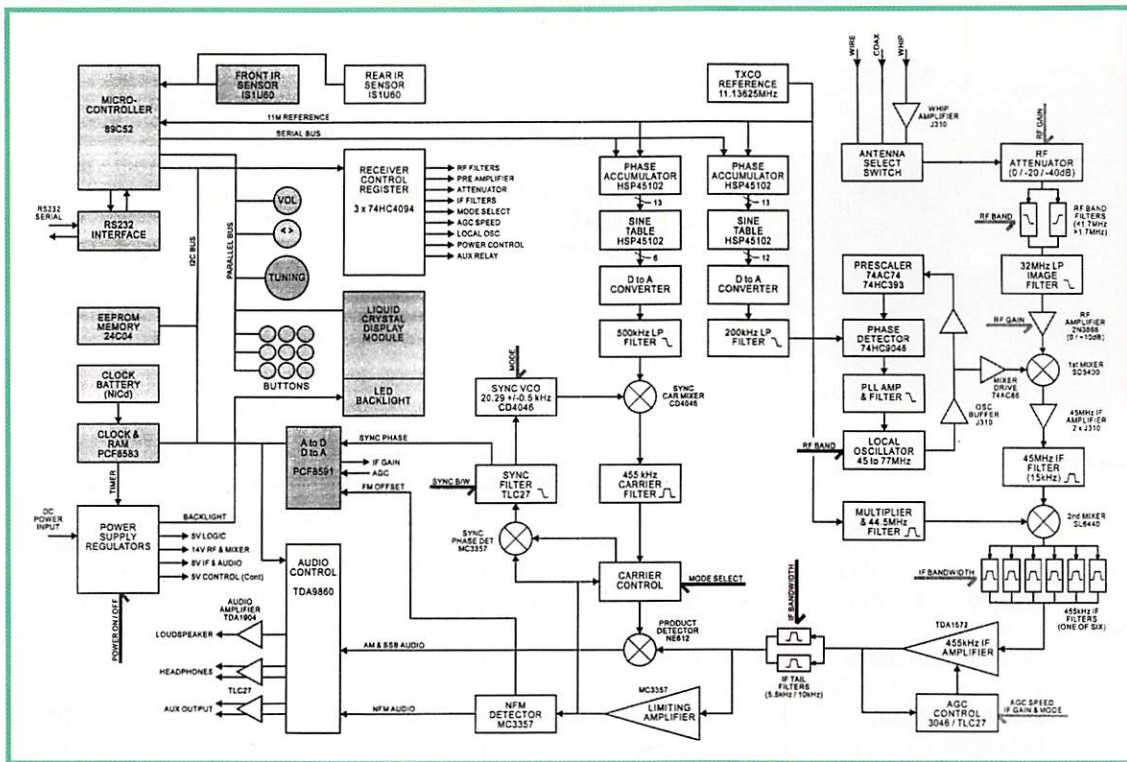 MICRO-
CONTROLLER
89C52
FRONT IR
SENSOR
IS1U60
REAR IR
SENSOR
IS1U60
11M REFERENCE
SERIAL BUS
RS232
SERIAL
RS232
INTERFACE
I2C BUS
PARALLEL BUS
VOL
< >
TUNING
BUTTONS
RECEIVER
CONTROL
REGISTER
3 x 74HC4094
RF FILTERS
PRE AMPLIFIER
ATTENUATOR
IF FILTERS
MODE SELECT
AGC SPEED
LOCAL OSC
POWER CONTROL
AUX RELAY
LIQUID
CRYSTAL
DISPLAY
MODULE
LED
BACKLIGHT
EEPROM
MEMORY
24C04
CLOCK
BATTERY
(NiCd)
CLOCK &
RAM
PCF8583
TIMER
DC
POWER
INPUT
POWER
SUPPLY
REGULATORS
POWER ON / OFF
BACKLIGHT
5V LOGIC
14V RF & MIXER
8V IF & AUDIO
5V CONTROL (Cont)
A to D
D to A
PCF8591
SYNC PHASE
IF GAIN
AGC
FM OFFSET
AUDIO
CONTROL
TDA9860
AUDIO
AMPLIFIER
TDA1904
LOUDSPEAKER
HEADPHONES
TLC27
AUX OUTPUT
AM & SSB AUDIO
NFM AUDIO
TXCO
REFERENCE
11.13625MHz
PHASE
ACCUMULATOR
HSP45102
13
SINE
TABLE
HSP45102
6
D to A
CONVERTER
500kHz LP
FILTER
PHASE
ACCUMULATOR
HSP45102
13
SINE
TABLE
HSP45102
12
D to A
CONVERTER
200kHz LP
FILTER
MODE
SYNC VCO
20.29 +/-0.5 kHz
CD4046
SYNC
CAR MIXER
CD4046
SYNC B/W
SYNC
FILTER
TLC27
455 kHz
CARRIER
FILTER
SYNC
PHASE DET
MC3357
CARRIER
CONTROL
MODE SELECT
PRODUCT
DETECTOR
NE612
NFM
DETECTOR
MC3357
MC3357
LIMITING
AMPLIFIER
IF BANDWIDTH
IF TAIL
FILTERS
(5.5kHz / 10kHz)
WIRE
COAX
WHIP
WHIP
AMPLIFIER
J310
ANTENNA
SELECT
SWITCH
RF GAIN
RF
ATTENUATOR
(0 / -20 / -40dB)
RF BAND
RF BAND
FILTERS
(<1.7MHz
>1.7MHz)
32MHz LP
IMAGE
FILTER
RF GAIN
RF
AMPLIFIER
2N3866
(0 / +10dB)
PRESCALER
74AC74
74HC393
PHASE
DETECTOR
74HC9046
PLL AMP
& FILTER
RF BAND
LOCAL
OSCILLATOR
45 to 77MHz
OSC
BUFFER
J310
MIXER
DRIVE
74AC86
1st MIXER
SD5400
45MHz IF
AMPLIFIER
2 x J310
45MHz IF
FILTER
(15kHz)
MULTIPLIER
& 44.5MHz
FILTER
2nd MIXER
SL6440
IF BANDWIDTH
455kHz IF
FILTERS
(ONE OF SIX)
TDA1572
455kHz IF
AMPLIFIER
AGC
CONTROL
3046 / TLC27
AGC SPEED
IF GAIN & MODE